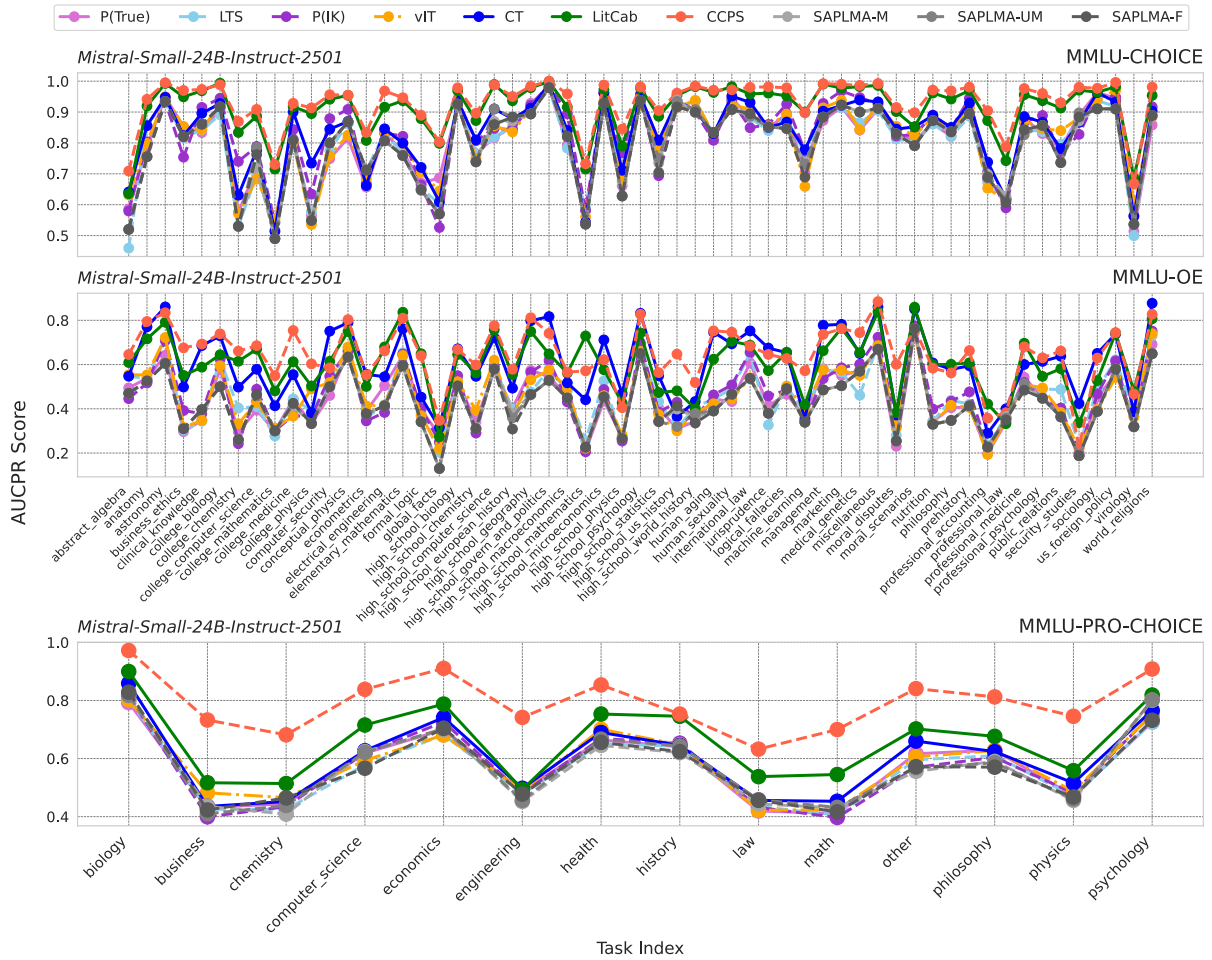 P(True) LTS P(IK) vIT CT LitCab CCPS SAPLMA-M SAPLMA-UM SAPLMA-F
Mistral-Small-24B-Instruct-2501 MMLU-CHOICE
1.0
0.9
0.8
0.7
0.6
0.5
Mistral-Small-24B-Instruct-2501 MMLU-OE
0.8
0.6
0.4
0.2
AUCPR Score
abstract_algebra
anatomy
astronomy
business_ethics
clinical_knowledge
college_biology
college_chemistry
college_computer_science
college_mathematics
college_medicine
college_physics
computer_security
conceptual_physics
econometrics
electrical_engineering
elementary_mathematics
formal_logic
global_facts
high_school_biology
high_school_chemistry
high_school_computer_science
high_school_european_history
high_school_geography
high_school_government_and_politics
high_school_macroeconomics
high_school_mathematics
high_school_microeconomics
high_school_physics
high_school_psychology
high_school_statistics
high_school_us_history
high_school_world_history
human_aging
human_sexuality
international_law
jurisprudence
logical_fallacies
machine_learning
management
marketing
medical_genetics
miscellaneous
moral_disputes
moral_scenarios
nutrition
philosophy
prehistory
professional_accounting
professional_law
professional_medicine
professional_psychology
public_relations
security_studies
sociology
us_foreign_policy
virology
world_religions
Mistral-Small-24B-Instruct-2501 MMLU-PRO-CHOICE
1.0
0.8
0.6
0.4
biology
business
chemistry
computer_science
economics
engineering
health
history
law
math
other
philosophy
physics
psychology
Task Index